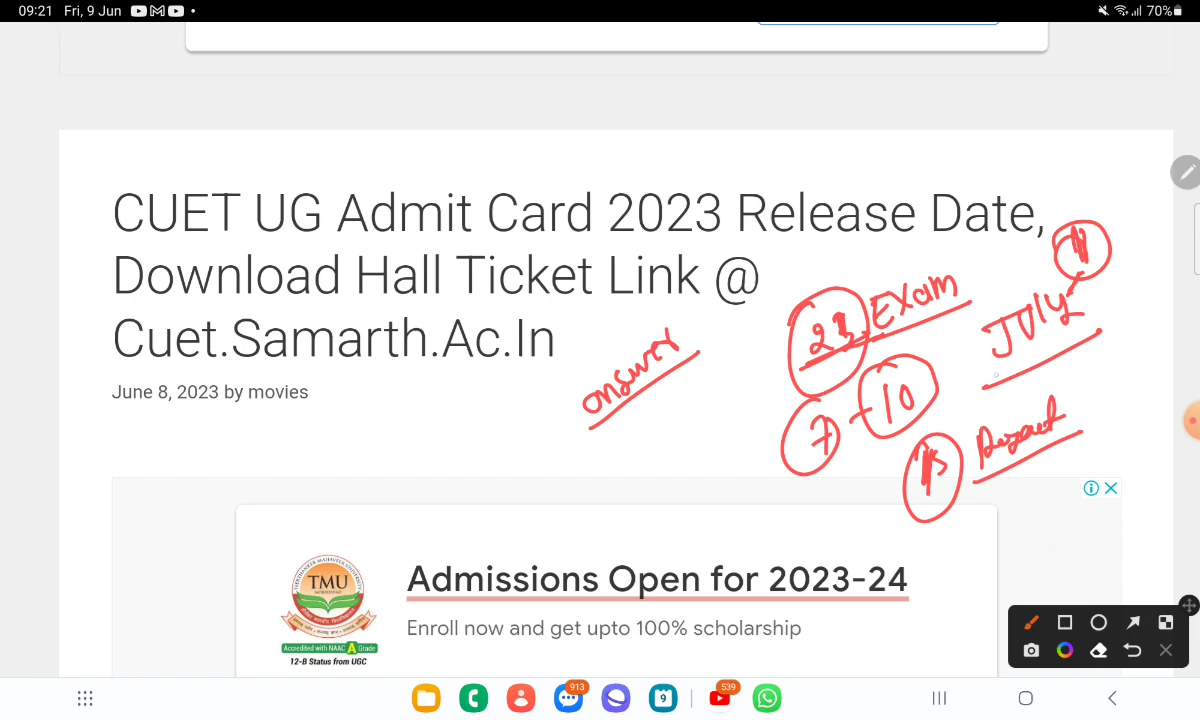 09:21 Fri, 9 Jun
70%
CUET UG Admit Card 2023 Release Date,
Download Hall Ticket Link @
Cuet.Samarth.Ac.In
June 8, 2023 by movies
Exam
July
answer
7 - 10
TMU
MORADABAD
Accredited with NAAC A Grade
12-B Status from UGC
Admissions Open for 2023-24
Enroll now and get upto 100% scholarship
913
9
539